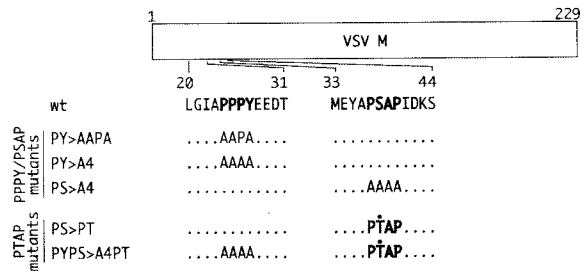 1 229
VSV M
20 31 33 44
wt LGIAPPPYEEDT MEYAPSAPIDKS
PPPY/PSAP mutants
PY>AAPA ....AAPA.... ............
PY>A4 ....AAAA.... ............
PS>A4 ............ ....AAAA....
PTAP mutants
PS>PT ............ ....PTAP....
PYPS>A4PT ....AAAA.... ....PTAP....